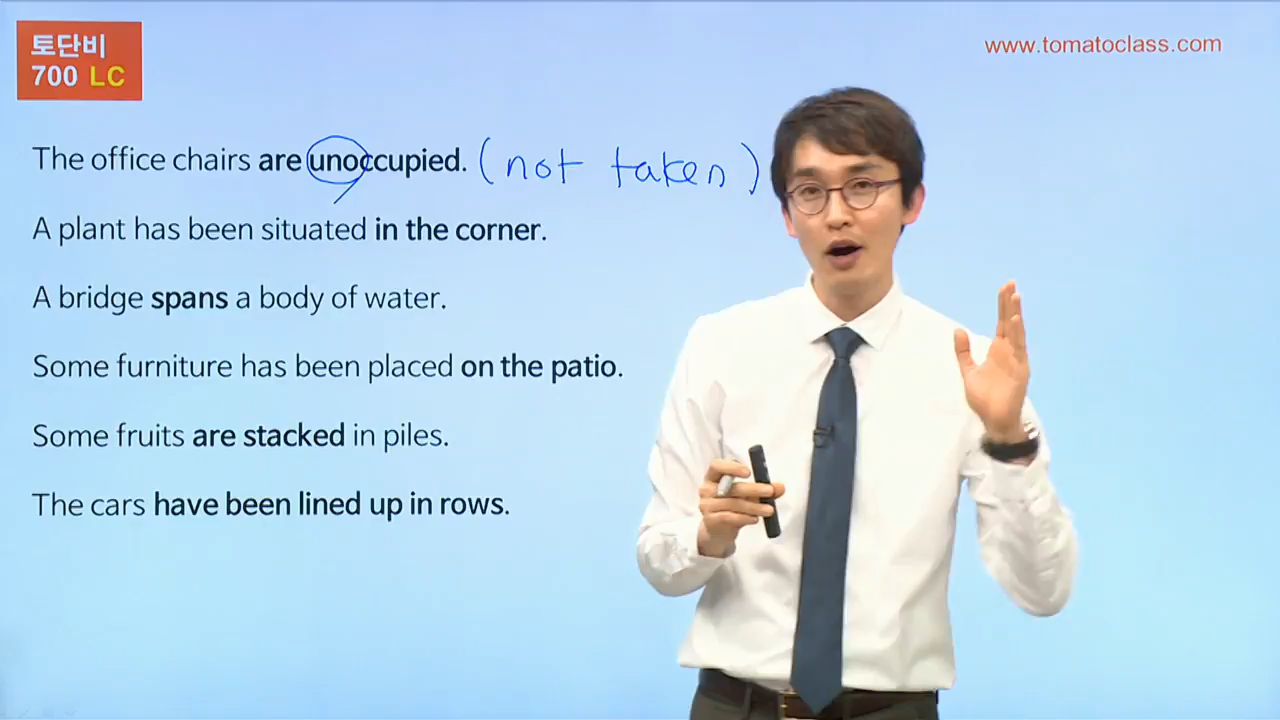 토단비
700 LC
www.tomatoclass.com
The office chairs are unoccupied. (not taken)
A plant has been situated in the corner.
A bridge spans a body of water.
Some furniture has been placed on the patio.
Some fruits are stacked in piles.
The cars have been lined up in rows.